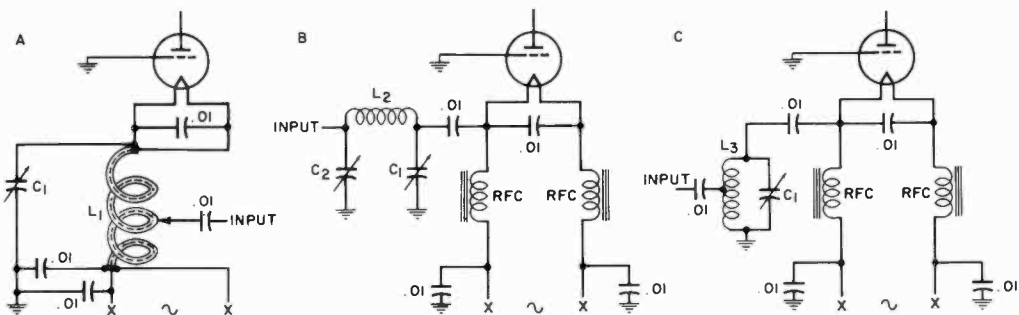 A
.01
C1
L1
.01
INPUT
.01
.01
X
~
X
B
L2
INPUT
.01
.01
C2
C1
RFC
RFC
.01
.01
X
~
X
C
.01
.01
L3
INPUT
.01
C1
RFC
RFC
.01
.01
X
~
X